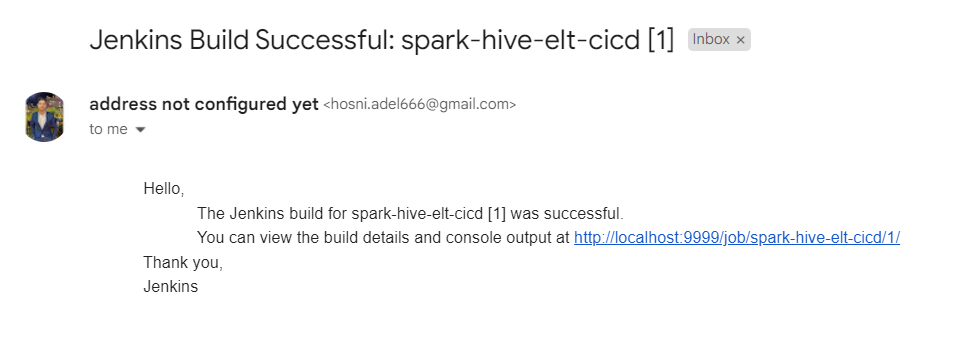 Jenkins Build Successful: spark-hive-elt-cicd [1] Inbox ×
address not configured yet <hosni.adel666@gmail.com>
to me
Hello,
The Jenkins build for spark-hive-elt-cicd [1] was successful.
You can view the build details and console output at http://localhost:9999/job/spark-hive-elt-cicd/1/
Thank you,
Jenkins